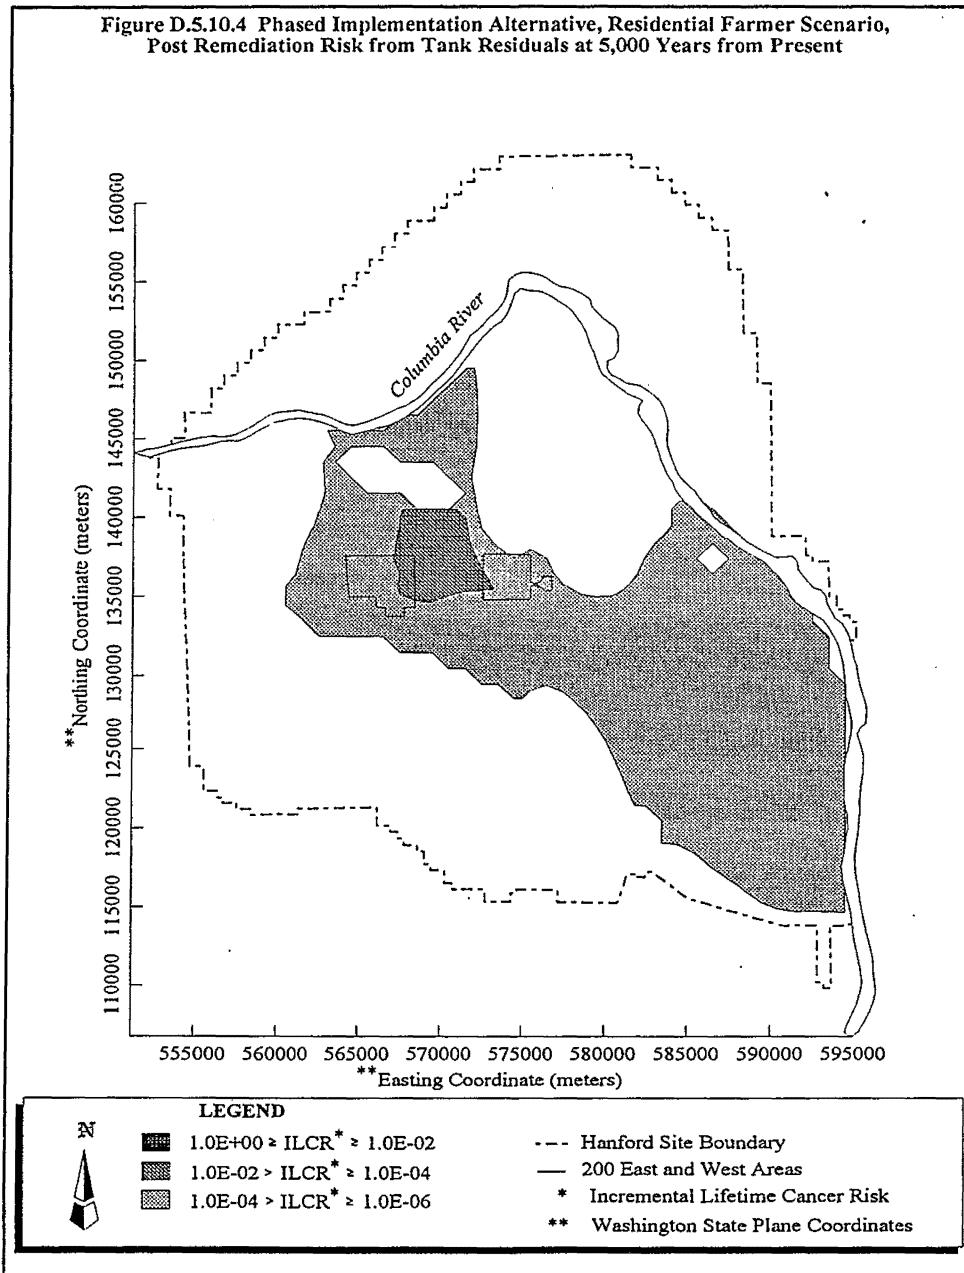 Figure D.5.10.4 Phased Implementation Alternative, Residential Farmer Scenario,
Post Remediation Risk from Tank Residuals at 5,000 Years from Present
Columbia River
**Northing Coordinate (meters)
160000
155000
150000
145000
140000
135000
130000
125000
120000
115000
110000
555000 560000 565000 570000 575000 580000 585000 590000 595000
**Easting Coordinate (meters)
LEGEND
N
1.0E+00 ≥ ILCR* ≥ 1.0E-02
1.0E-02 > ILCR* ≥ 1.0E-04
1.0E-04 > ILCR* ≥ 1.0E-06
Hanford Site Boundary
200 East and West Areas
* Incremental Lifetime Cancer Risk
** Washington State Plane Coordinates